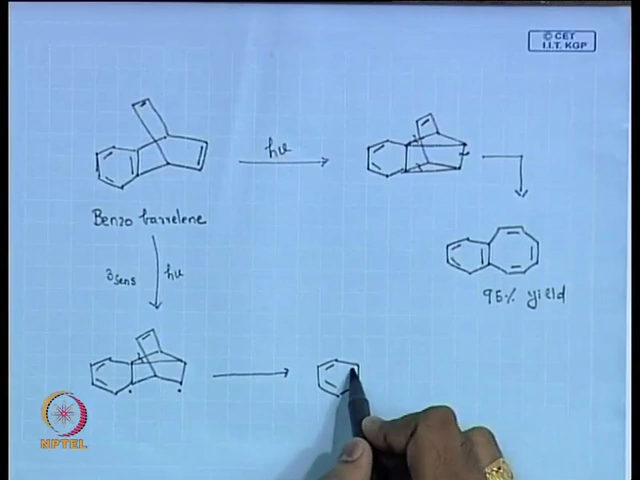 © CET
I.I.T. KGP
hν
Benzo barrelene
3sens
hν
95% yield
NPTEL